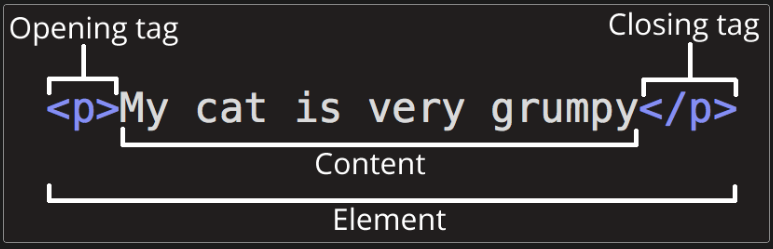 Opening tag
Closing tag
<p>My cat is very grumpy</p>
Content
Element